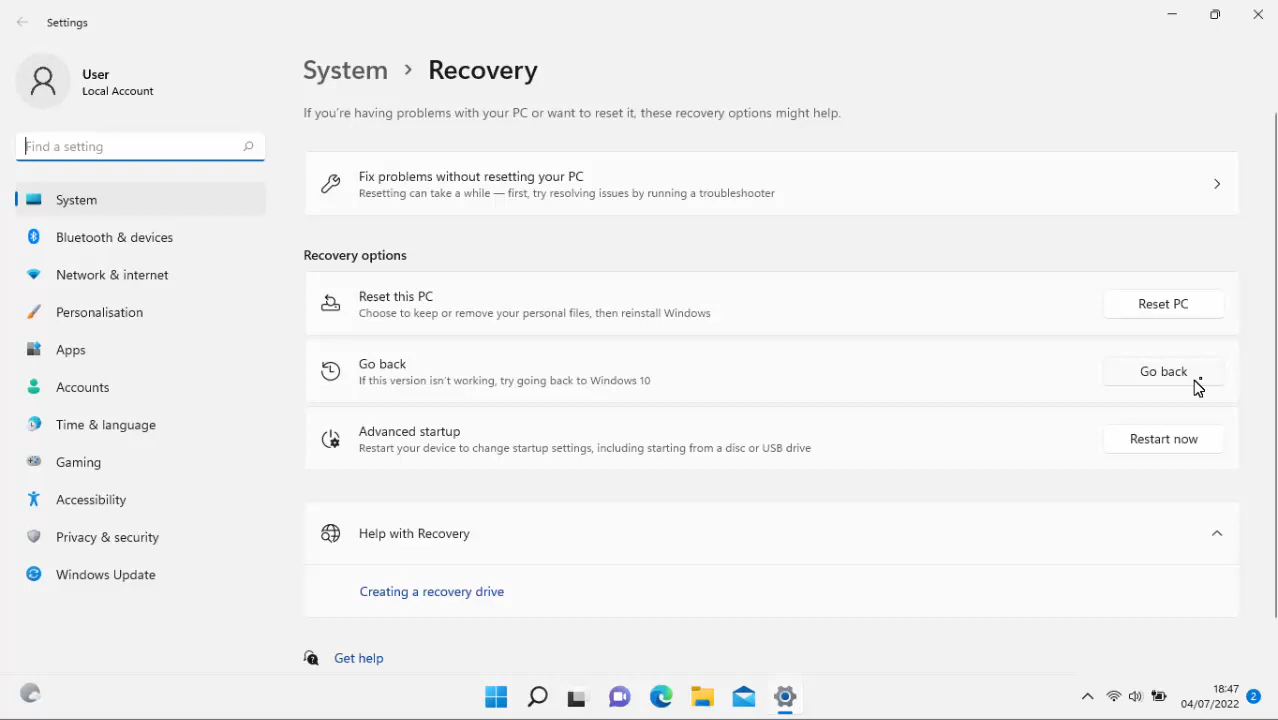 Settings
User
Local Account
Find a setting
System
Bluetooth & devices
Network & internet
Personalisation
Apps
Accounts
Time & language
Gaming
Accessibility
Privacy & security
Windows Update
System › Recovery
If you're having problems with your PC or want to reset it, these recovery options might help.
Fix problems without resetting your PC
Resetting can take a while — first, try resolving issues by running a troubleshooter
Recovery options
Reset this PC
Choose to keep or remove your personal files, then reinstall Windows
Reset PC
Go back
If this version isn't working, try going back to Windows 10
Go back
Advanced startup
Restart your device to change startup settings, including starting from a disc or USB drive
Restart now
Help with Recovery
Creating a recovery drive
Get help
18:47
04/07/2022
2